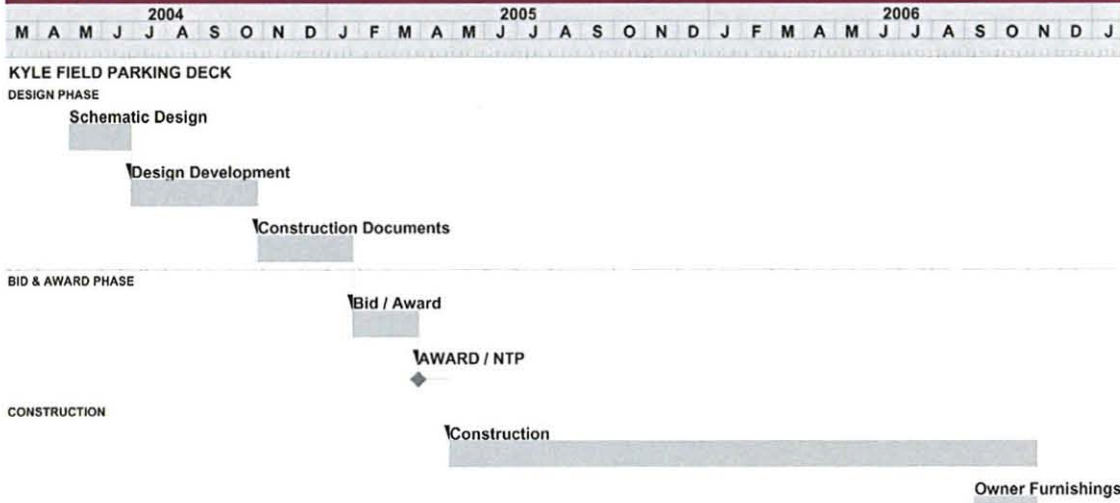 2004 2005 2006
M A M J J A S O N D J F M A M J J A S O N D J F M A M J J A S O N D J
KYLE FIELD PARKING DECK
DESIGN PHASE
Schematic Design
Design Development
Construction Documents
BID & AWARD PHASE
Bid / Award
AWARD / NTP
CONSTRUCTION
Construction
Owner Furnishings